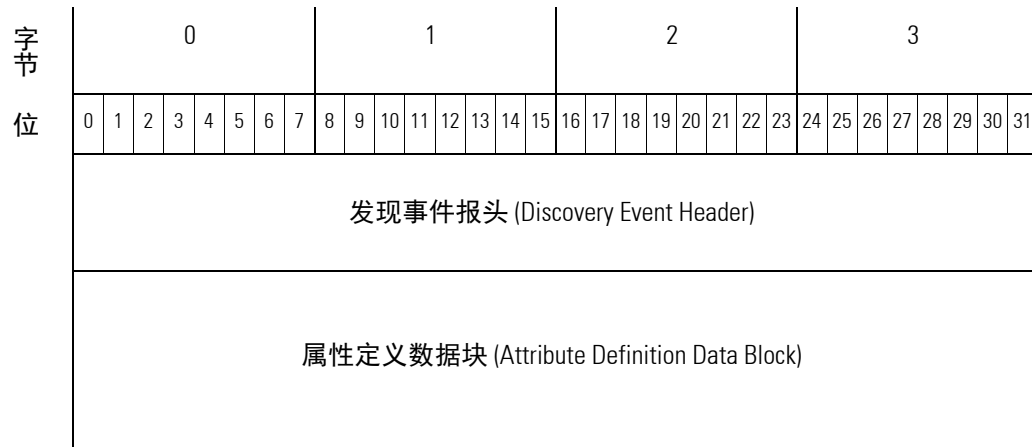 字节 0 1 2 3
位 0 1 2 3 4 5 6 7 8 9 10 11 12 13 14 15 16 17 18 19 20 21 22 23 24 25 26 27 28 29 30 31
发现事件报头 (Discovery Event Header)
属性定义数据块 (Attribute Definition Data Block)